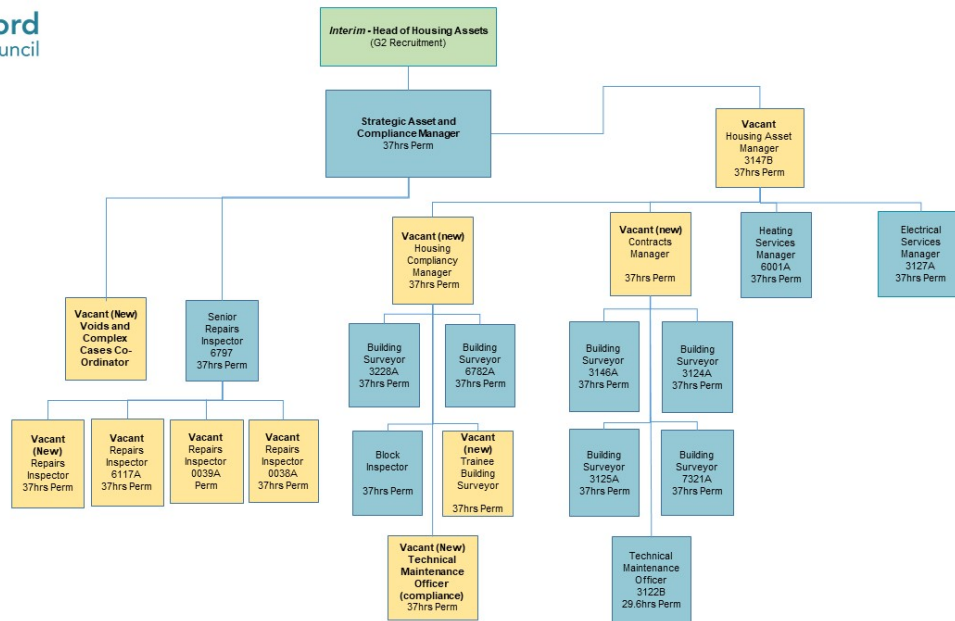 ord
uncil
Interim - Head of Housing Assets
(G2 Recruitment)
Strategic Asset and
Compliance Manager
37hrs Perm
Vacant
Housing Asset
Manager
3147B
37hrs Perm
Vacant (new)
Housing
Compliancy
Manager
37hrs Perm
Vacant (new)
Contracts
Manager
37hrs Perm
Heating
Services
Manager
6001A
37hrs Perm
Electrical
Services
Manager
3127A
37hrs Perm
Vacant (New)
Voids and
Complex
Cases Co-
Ordinator
Senior
Repairs
Inspector
6797
37hrs Perm
Building
Surveyor
3228A
37hrs Perm
Building
Surveyor
6782A
37hrs Perm
Building
Surveyor
3146A
37hrs Perm
Building
Surveyor
3124A
37hrs Perm
Vacant
(New)
Repairs
Inspector
37hrs Perm
Vacant
Repairs
Inspector
6117A
37hrs Perm
Vacant
Repairs
Inspector
0039A
Perm
Vacant
Repairs
Inspector
0038A
37hrs Perm
Block
Inspector
37hrs Perm
Vacant
(new)
Trainee
Building
Surveyor
37hrs Perm
Building
Surveyor
3125A
37hrs Perm
Building
Surveyor
7321A
37hrs Perm
Vacant (New)
Technical
Maintenance
Officer
(compliance)
37hrs Perm
Technical
Maintenance
Officer
3122B
29.6hrs Perm